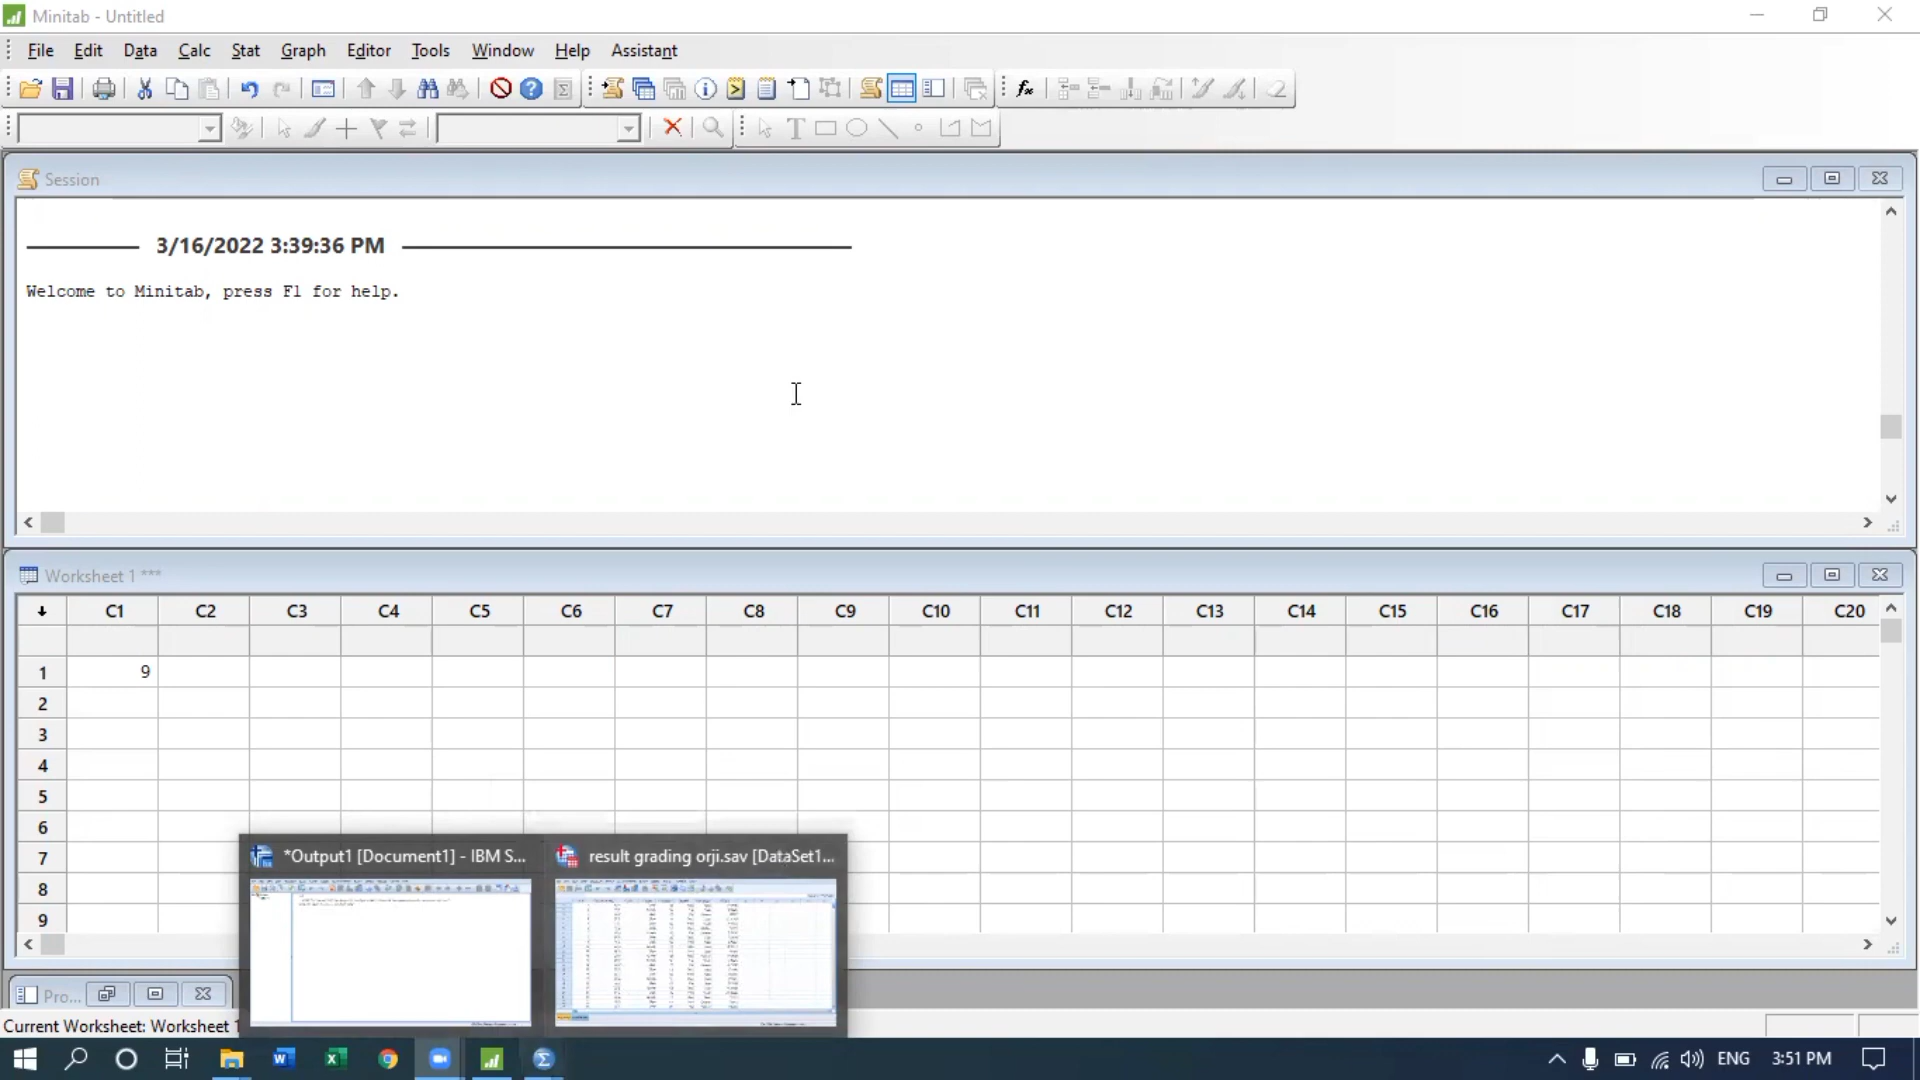 Minitab - Untitled
File Edit Data Calc Stat Graph Editor Tools Window Help Assistant
Session
3/16/2022 3:39:36 PM
Welcome to Minitab, press F1 for help.
Worksheet 1 ***
C1 C2 C3 C4 C5 C6 C7 C8 C9 C10 C11 C12 C13 C14 C15 C16 C17 C18 C19 C20
1 9
2
3
4
5
6
7
8
9
*Output1 [Document1] - IBM S... result grading orji.sav [DataSet1...
Pro...
Current Worksheet: Worksheet 1
ENG 3:51 PM